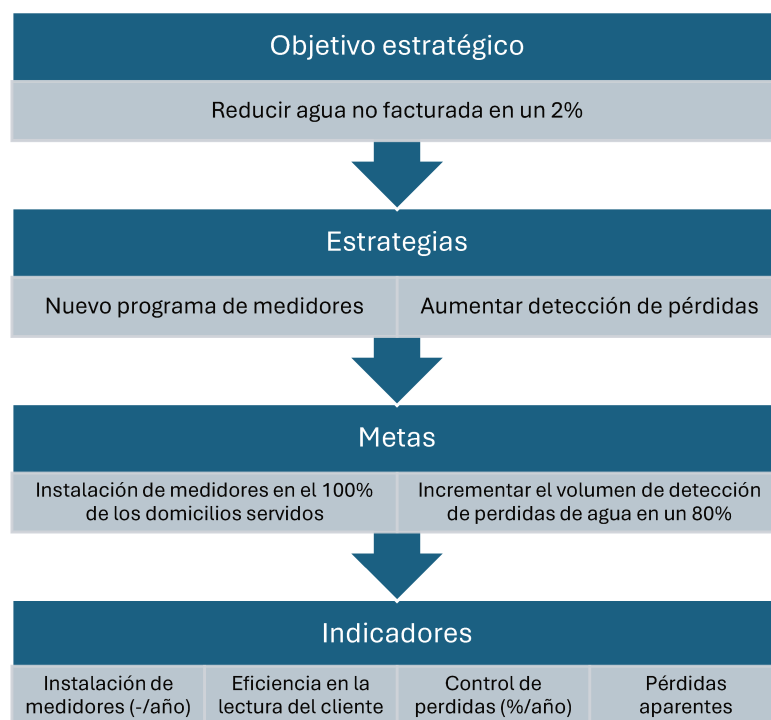 Objetivo estratégico
Reducir agua no facturada en un 2%
Estrategias
Nuevo programa de medidores
Aumentar detección de pérdidas
Metas
Instalación de medidores en el 100%
de los domicilios servidos
Incrementar el volumen de detección
de perdidas de agua en un 80%
Indicadores
Instalación de
medidores (-/año)
Eficiencia en la
lectura del cliente
Control de
perdidas (%/año)
Pérdidas
aparentes